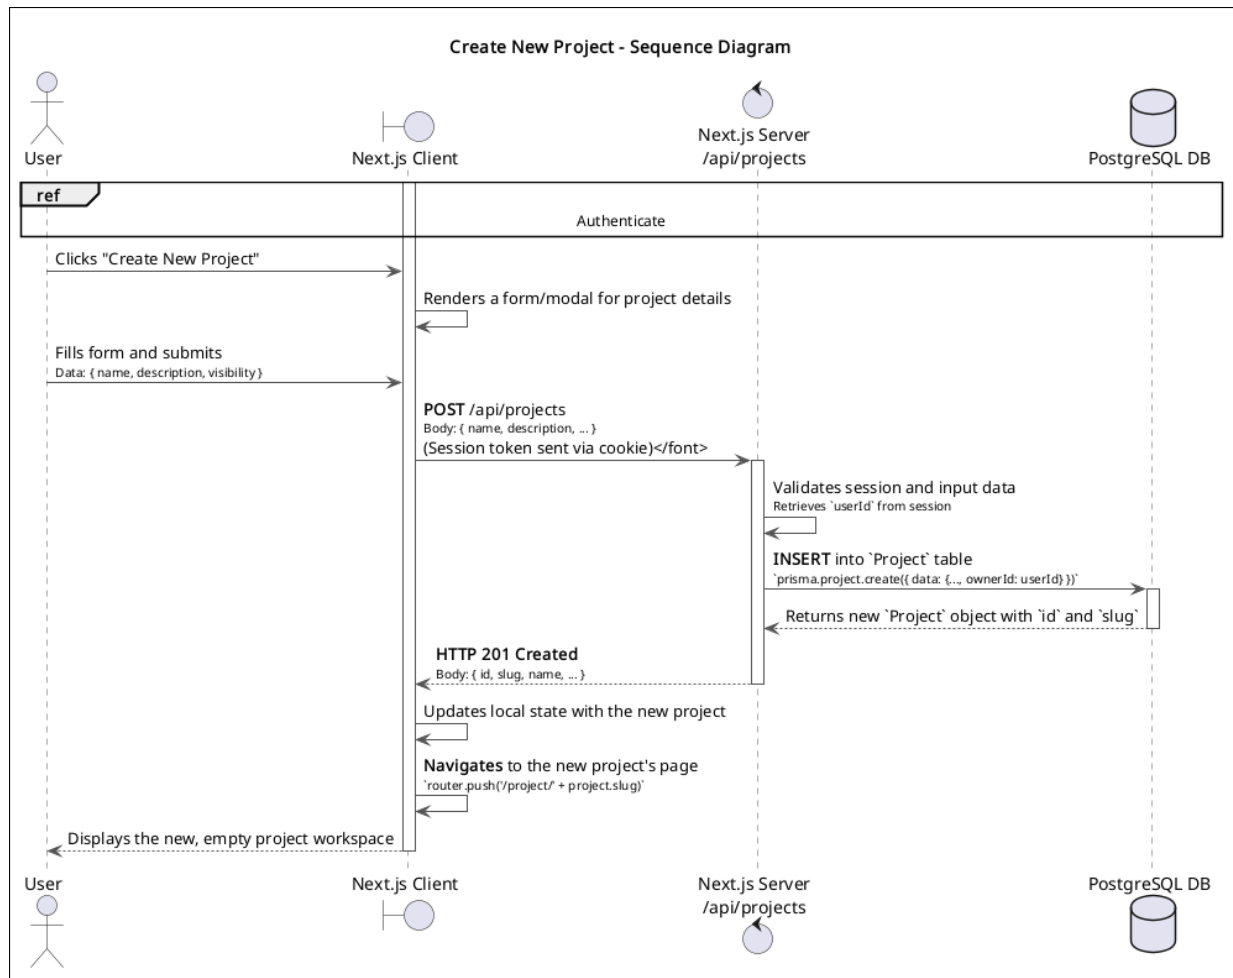 Create New Project - Sequence Diagram
User
Next.js Client
Next.js Server
/api/projects
PostgreSQL DB
ref
Authenticate
Clicks "Create New Project"
Renders a form/modal for project details
Fills form and submits
Data: { name, description, visibility }
POST /api/projects
Body: { name, description, ... }
(Session token sent via cookie)</font>
Validates session and input data
Retrieves `userId` from session
INSERT into `Project` table
`prisma.project.create({ data: {..., ownerId: userId} })`
Returns new `Project` object with `id` and `slug`
HTTP 201 Created
Body: { id, slug, name, ... }
Updates local state with the new project
Navigates to the new project's page
`router.push('/project/' + project.slug)`
Displays the new, empty project workspace
User
Next.js Client
Next.js Server
/api/projects
PostgreSQL DB